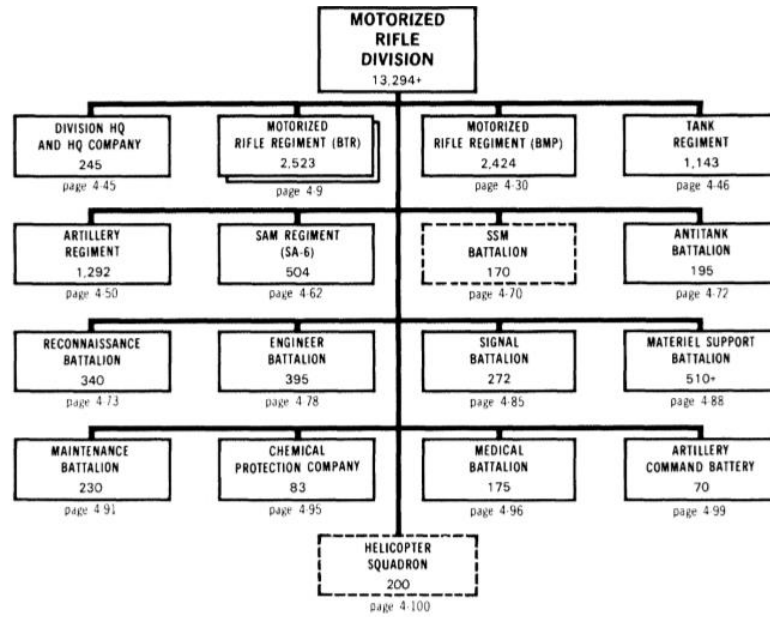 MOTORIZED
RIFLE
DIVISION
13,294+
DIVISION HQ
AND HQ COMPANY
245
page 4-45
MOTORIZED
RIFLE REGIMENT (BTR)
2,523
page 4-9
MOTORIZED
RIFLE REGIMENT (BMP)
2,424
page 4-30
TANK
REGIMENT
1,143
page 4-46
ARTILLERY
REGIMENT
1,292
page 4-50
SAM REGIMENT
(SA-6)
504
page 4-62
SSM
BATTALION
170
page 4-70
ANTITANK
BATTALION
195
page 4-72
RECONNAISSANCE
BATTALION
340
page 4-73
ENGINEER
BATTALION
395
page 4-78
SIGNAL
BATTALION
272
page 4-85
MATERIEL SUPPORT
BATTALION
510+
page 4-88
MAINTENANCE
BATTALION
230
page 4-91
CHEMICAL
PROTECTION COMPANY
83
page 4-95
MEDICAL
BATTALION
175
page 4-96
ARTILLERY
COMMAND BATTERY
70
page 4-99
HELICOPTER
SQUADRON
200
page 4-100